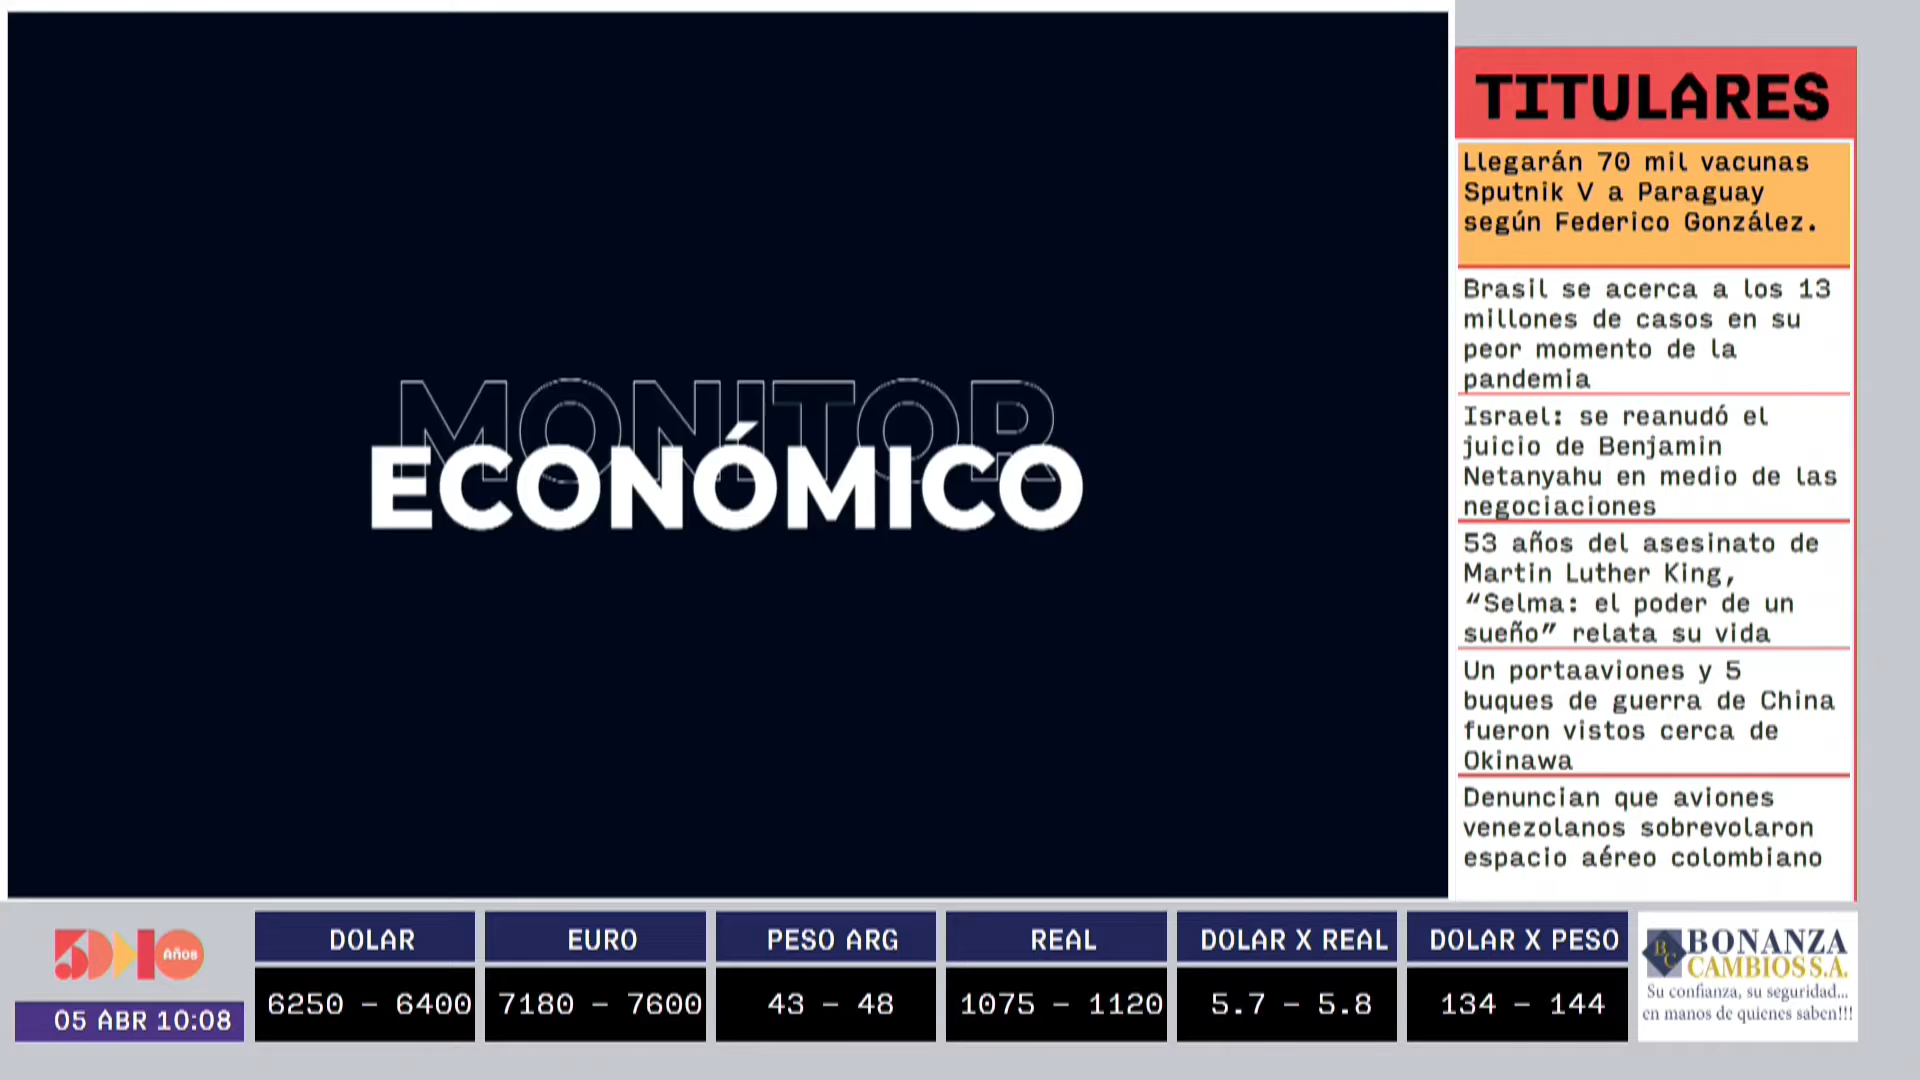 MONITOR
ECONÓMICO
TITULARES
Llegarán 70 mil vacunas
Sputnik V a Paraguay
según Federico González.
Brasil se acerca a los 13
millones de casos en su
peor momento de la
pandemia
Israel: se reanudó el
juicio de Benjamin
Netanyahu en medio de las
negociaciones
53 años del asesinato de
Martin Luther King,
“Selma: el poder de un
sueño” relata su vida
Un portaaviones y 5
buques de guerra de China
fueron vistos cerca de
Okinawa
Denuncian que aviones
venezolanos sobrevolaron
espacio aéreo colombiano
Años
05 ABR 10:08
DOLAR
6250 – 6400
EURO
7180 – 7600
PESO ARG
43 – 48
REAL
1075 – 1120
DOLAR X REAL
5.7 – 5.8
DOLAR X PESO
134 – 144
BC
BONANZA
CAMBIOS S.A.
Su confianza, su seguridad...
en manos de quienes saben!!!